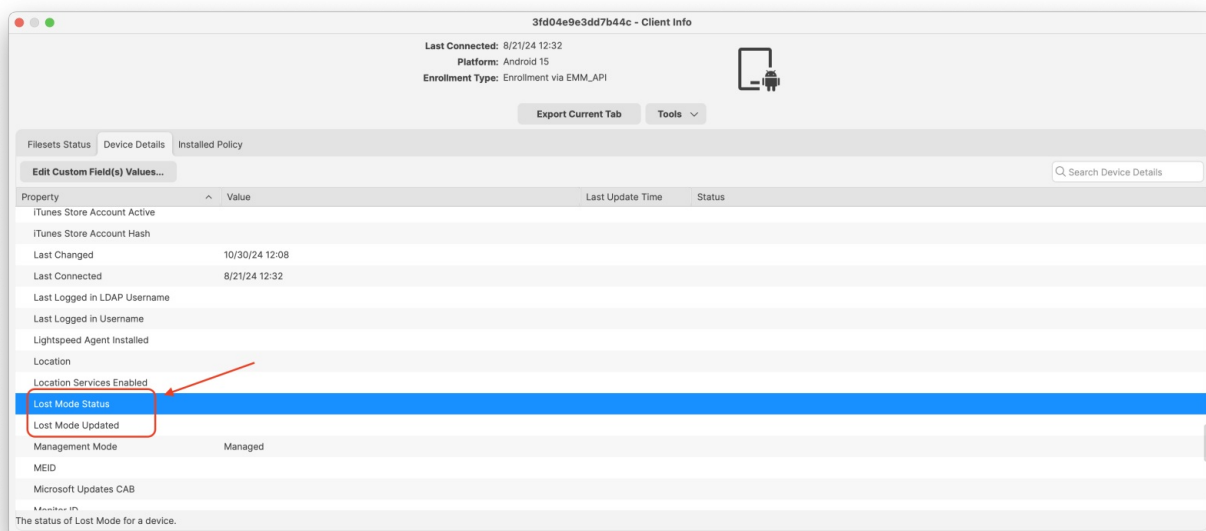 3fd04e9e3dd7b44c - Client Info
Last Connected: 8/21/24 12:32
Platform: Android 15
Enrollment Type: Enrollment via EMM_API
Export Current Tab Tools
Filesets Status Device Details Installed Policy
Edit Custom Field(s) Values... Search Device Details
Property Value Last Update Time Status
iTunes Store Account Active
iTunes Store Account Hash
Last Changed 10/30/24 12:08
Last Connected 8/21/24 12:32
Last Logged in LDAP Username
Last Logged in Username
Lightspeed Agent Installed
Location
Location Services Enabled
Lost Mode Status
Lost Mode Updated
Management Mode Managed
MEID
Microsoft Updates CAB
Monitor ID
The status of Lost Mode for a device.